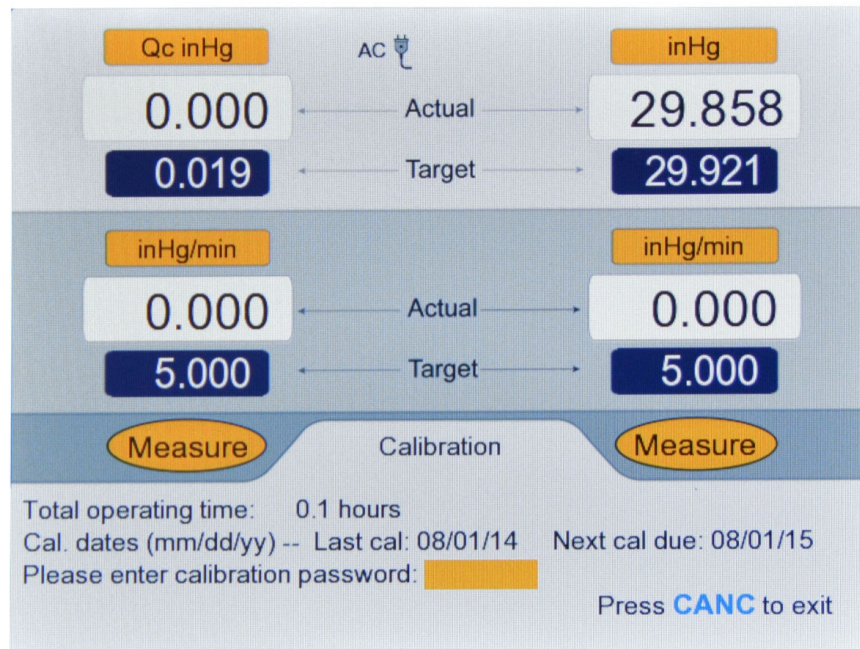 Qc inHg AC inHg
0.000 Actual 29.858
0.019 Target 29.921
inHg/min inHg/min
0.000 Actual 0.000
5.000 Target 5.000
Measure Calibration Measure
Total operating time: 0.1 hours
Cal. dates (mm/dd/yy) -- Last cal: 08/01/14 Next cal due: 08/01/15
Please enter calibration password:
Press CANC to exit